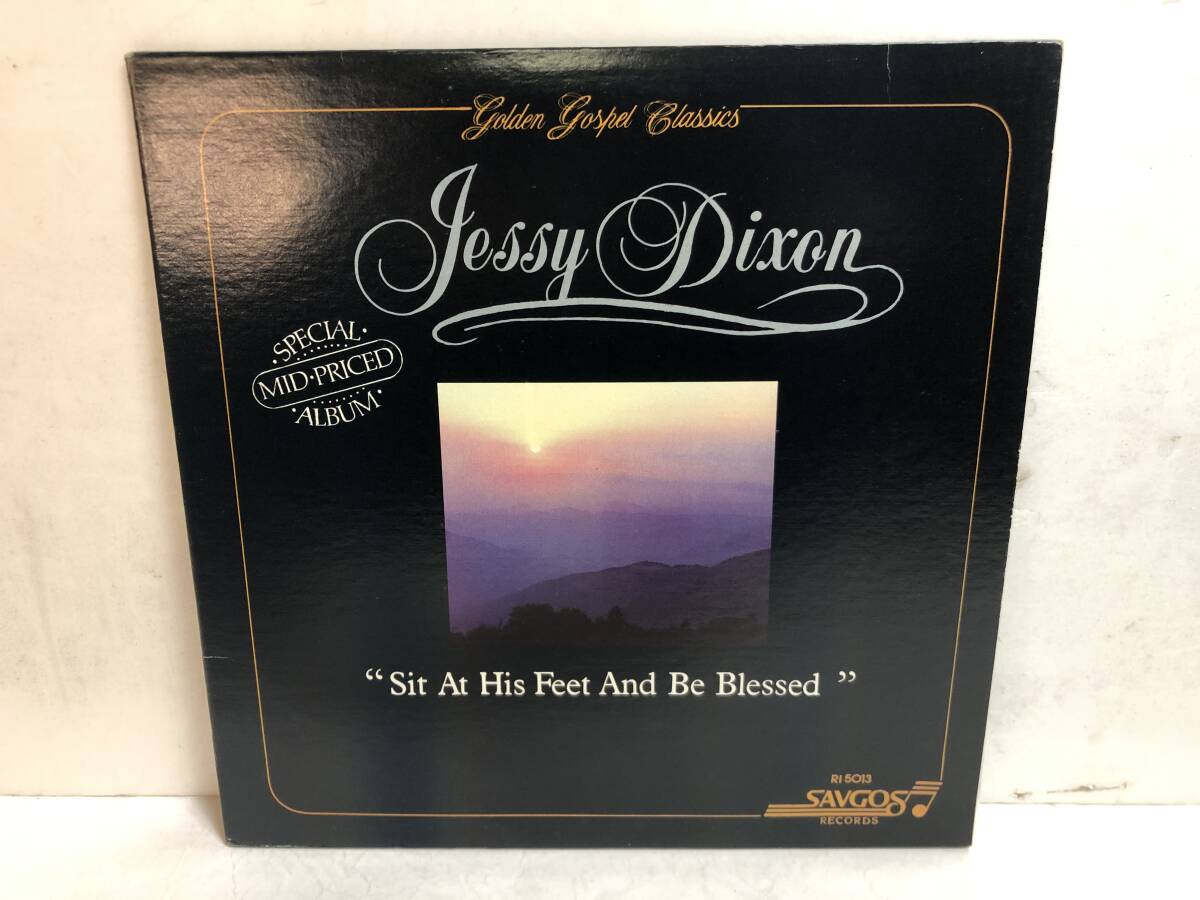 Golden Gospel Classics
Jessy Dixon
·SPECIAL·
MID·PRICED
·ALBUM·
“Sit At His Feet And Be Blessed ”
RI 5013
SAVGOS
RECORDS